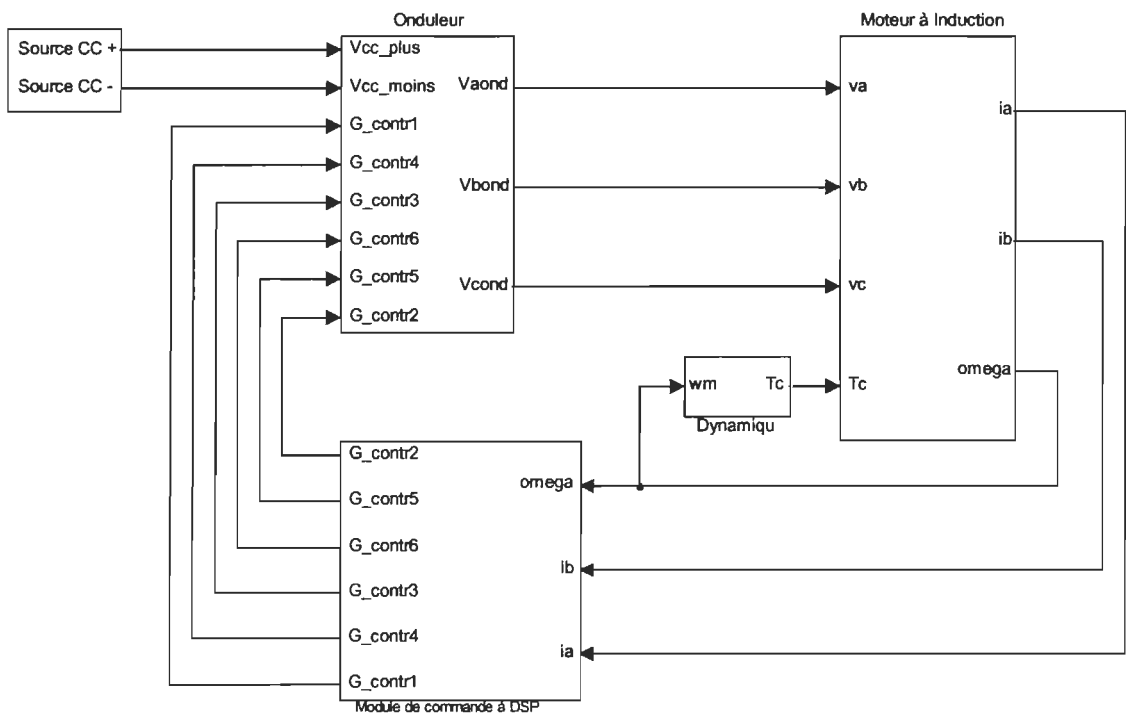 Onduleur
Moteur à Induction
Source CC +
Source CC -
Vcc_plus
Vcc_moins
G_contr1
G_contr4
G_contr3
G_contr6
G_contr5
G_contr2
Vaond
Vbond
Vcond
va
vb
vc
Tc
ia
ib
omega
wm
Tc
Dynamiqu
G_contr2
G_contr5
G_contr6
G_contr3
G_contr4
G_contr1
omega
ib
ia
Module de commande à DSP